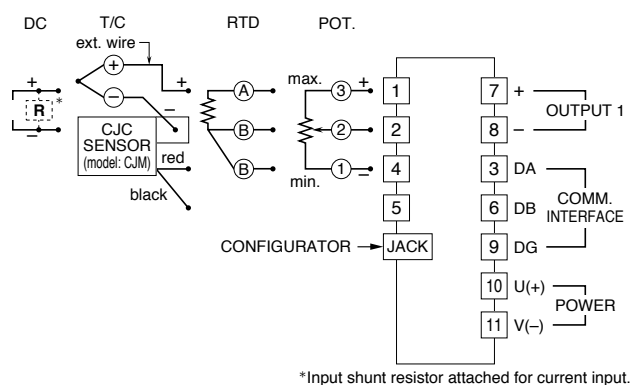 DC T/C RTD POT.
ext. wire
+ * R –
+ –
+ –
CJC
SENSOR
(model: CJM)
red
black
A
B
B
max.
3 +
2
1 –
min.
1
2
4
5
CONFIGURATOR JACK
7 +
8 –
OUTPUT 1
3 DA
6 DB
9 DG
COMM.
INTERFACE
10 U(+)
11 V(–)
POWER
*Input shunt resistor attached for current input.